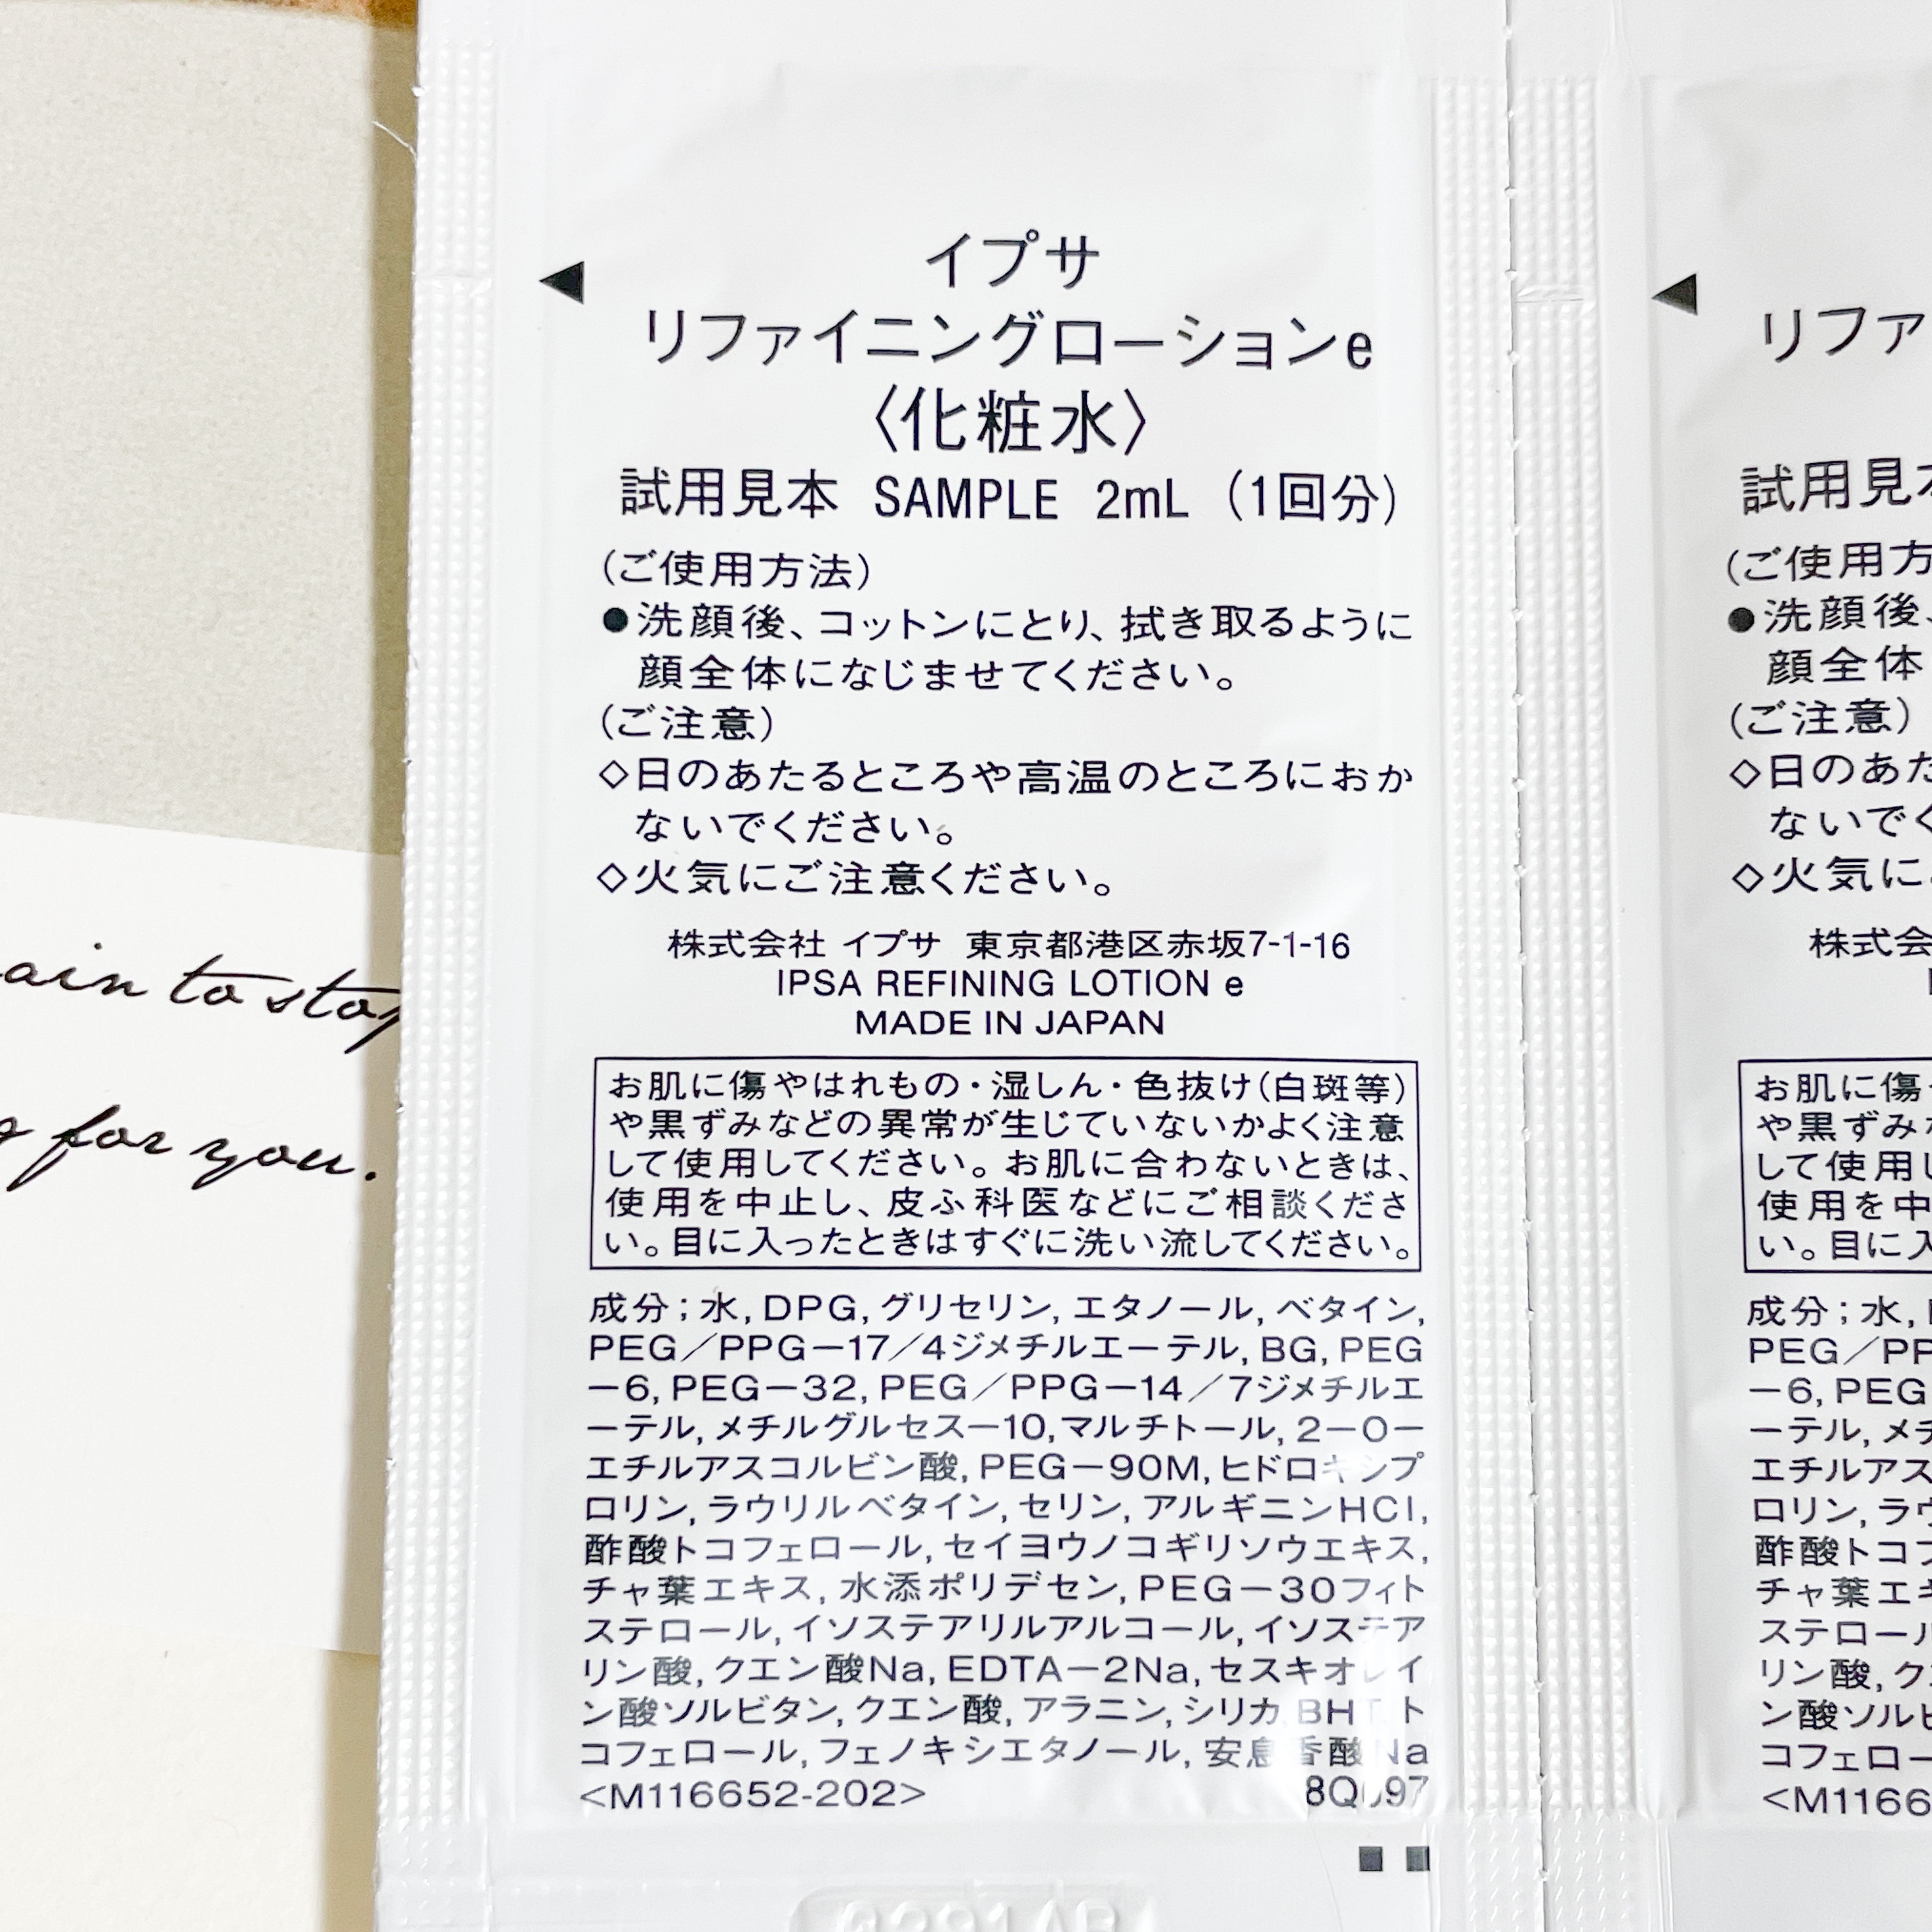 ain to stop
for you.
イプサ
リファイニングローションe
〈化粧水〉
試用見本 SAMPLE 2mL (1回分)
(ご使用方法)
●洗顔後、コットンにとり、拭き取るように
顔全体になじませてください。
(ご注意)
◇日のあたるところや高温のところにおか
ないでください。
◇火気にご注意ください。
株式会社 イプサ 東京都港区赤坂7-1-16
IPSA REFINING LOTION e
MADE IN JAPAN
お肌に傷やはれもの・湿しん・色抜け(白斑等)
や黒ずみなどの異常が生じていないかよく注意
して使用してください。お肌に合わないときは、
使用を中止し、皮ふ科医などにご相談くださ
い。目に入ったときはすぐに洗い流してください。
成分;水,DPG,グリセリン,エタノール,ベタイン,
PEG/PPG-17/4ジメチルエーテル,BG,PEG
-6,PEG-32,PEG/PPG-14/7ジメチルエ
ーテル,メチルグルセス-10,マルチトール,2-O-
エチルアスコルビン酸,PEG-90M,ヒドロキシプ
ロリン,ラウリルベタイン,セリン,アルギニンHCl,
酢酸トコフェロール,セイヨウノコギリソウエキス,
チャ葉エキス,水添ポリデセン,PEG-30フィト
ステロール,イソステアリルアルコール,イソステア
リン酸,クエン酸Na,EDTA-2Na,セスキオレイ
ン酸ソルビタン,クエン酸,アラニン,シリカ,BHT,ト
コフェロール,フェノキシエタノール,安息香酸Na
<M116652-202>
リファ
試用見本
(ご使用方
●洗顔後、
顔全体
(ご注意)
◇日のあた
ないでく
◇火気に
株式会
お肌に傷
や黒ずみ
して使用
使用を中
い。目に入
成分;水,
PEG/PP
-6,PEG
ーテル,メチ
エチルアス
ロリン,ラウ
酢酸トコフ
チャ葉エキ
ステロール
リン酸,ク
ン酸ソルビ
コフェロー
<M1166